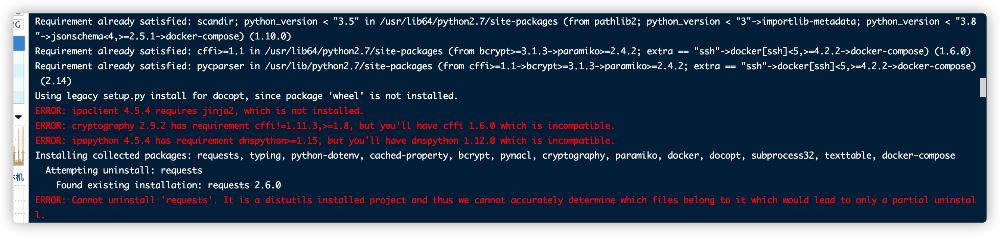 2G
Requirement already satisfied: scandir; python_version < "3.5" in /usr/lib64/python2.7/site-packages (from pathlib2; python_version < "3"->importlib-metadata; python_version < "3.8
"->jsonschema<4,>=2.5.1->docker-compose) (1.10.0)
Requirement already satisfied: cffi>=1.1 in /usr/lib64/python2.7/site-packages (from bcrypt>=3.1.3->paramiko>=2.4.2; extra == "ssh"->docker[ssh]<5,>=4.2.2->docker-compose) (1.6.0)
Requirement already satisfied: pycparser in /usr/lib/python2.7/site-packages (from cffi>=1.1->bcrypt>=3.1.3->paramiko>=2.4.2; extra == "ssh"->docker[ssh]<5,>=4.2.2->docker-compose)
(2.14)
Using legacy setup.py install for docopt, since package 'wheel' is not installed.
ERROR: ipaclient 4.5.4 requires jinja2, which is not installed.
ERROR: cryptography 2.9.2 has requirement cffi!=1.11.3,>=1.8, but you'll have cffi 1.6.0 which is incompatible.
ERROR: ipapython 4.5.4 has requirement dnspython>=1.15, but you'll have dnspython 1.12.0 which is incompatible.
Installing collected packages: requests, typing, python-dotenv, cached-property, bcrypt, pynacl, cryptography, paramiko, docker, docopt, subprocess32, texttable, docker-compose
Attempting uninstall: requests
本机
Found existing installation: requests 2.6.0
ERROR: Cannot uninstall 'requests'. It is a distutils installed project and thus we cannot accurately determine which files belong to it which would lead to only a partial uninstal
l.